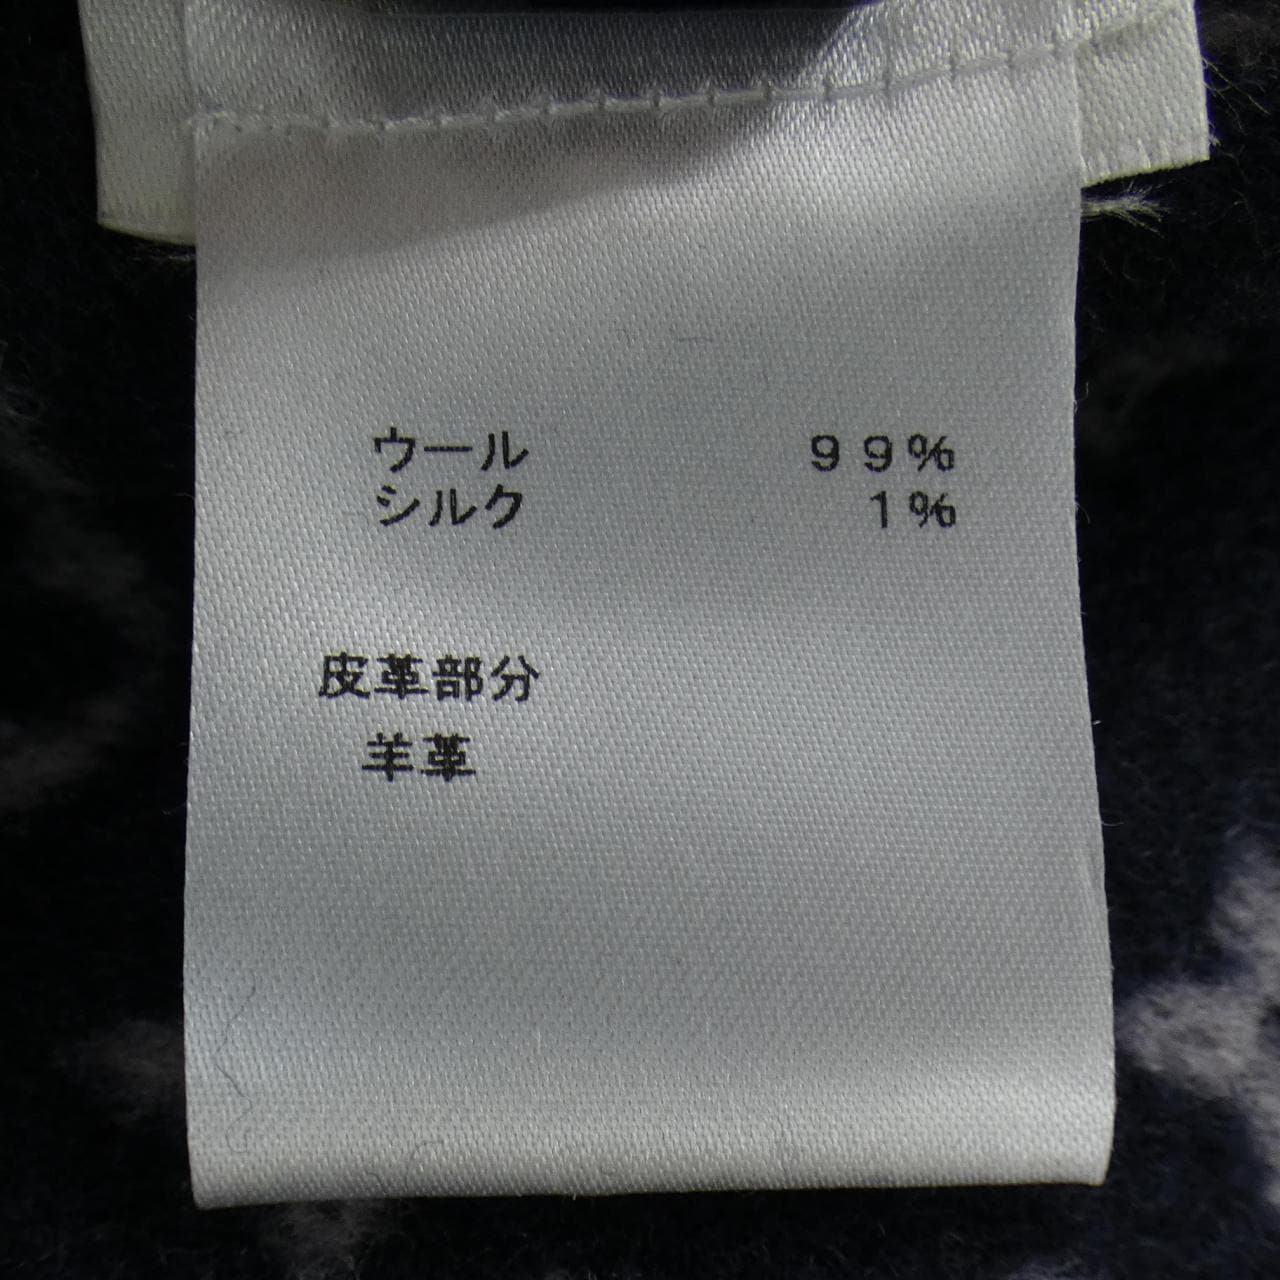 ウール 99%
シルク 1%
皮革部分
羊革